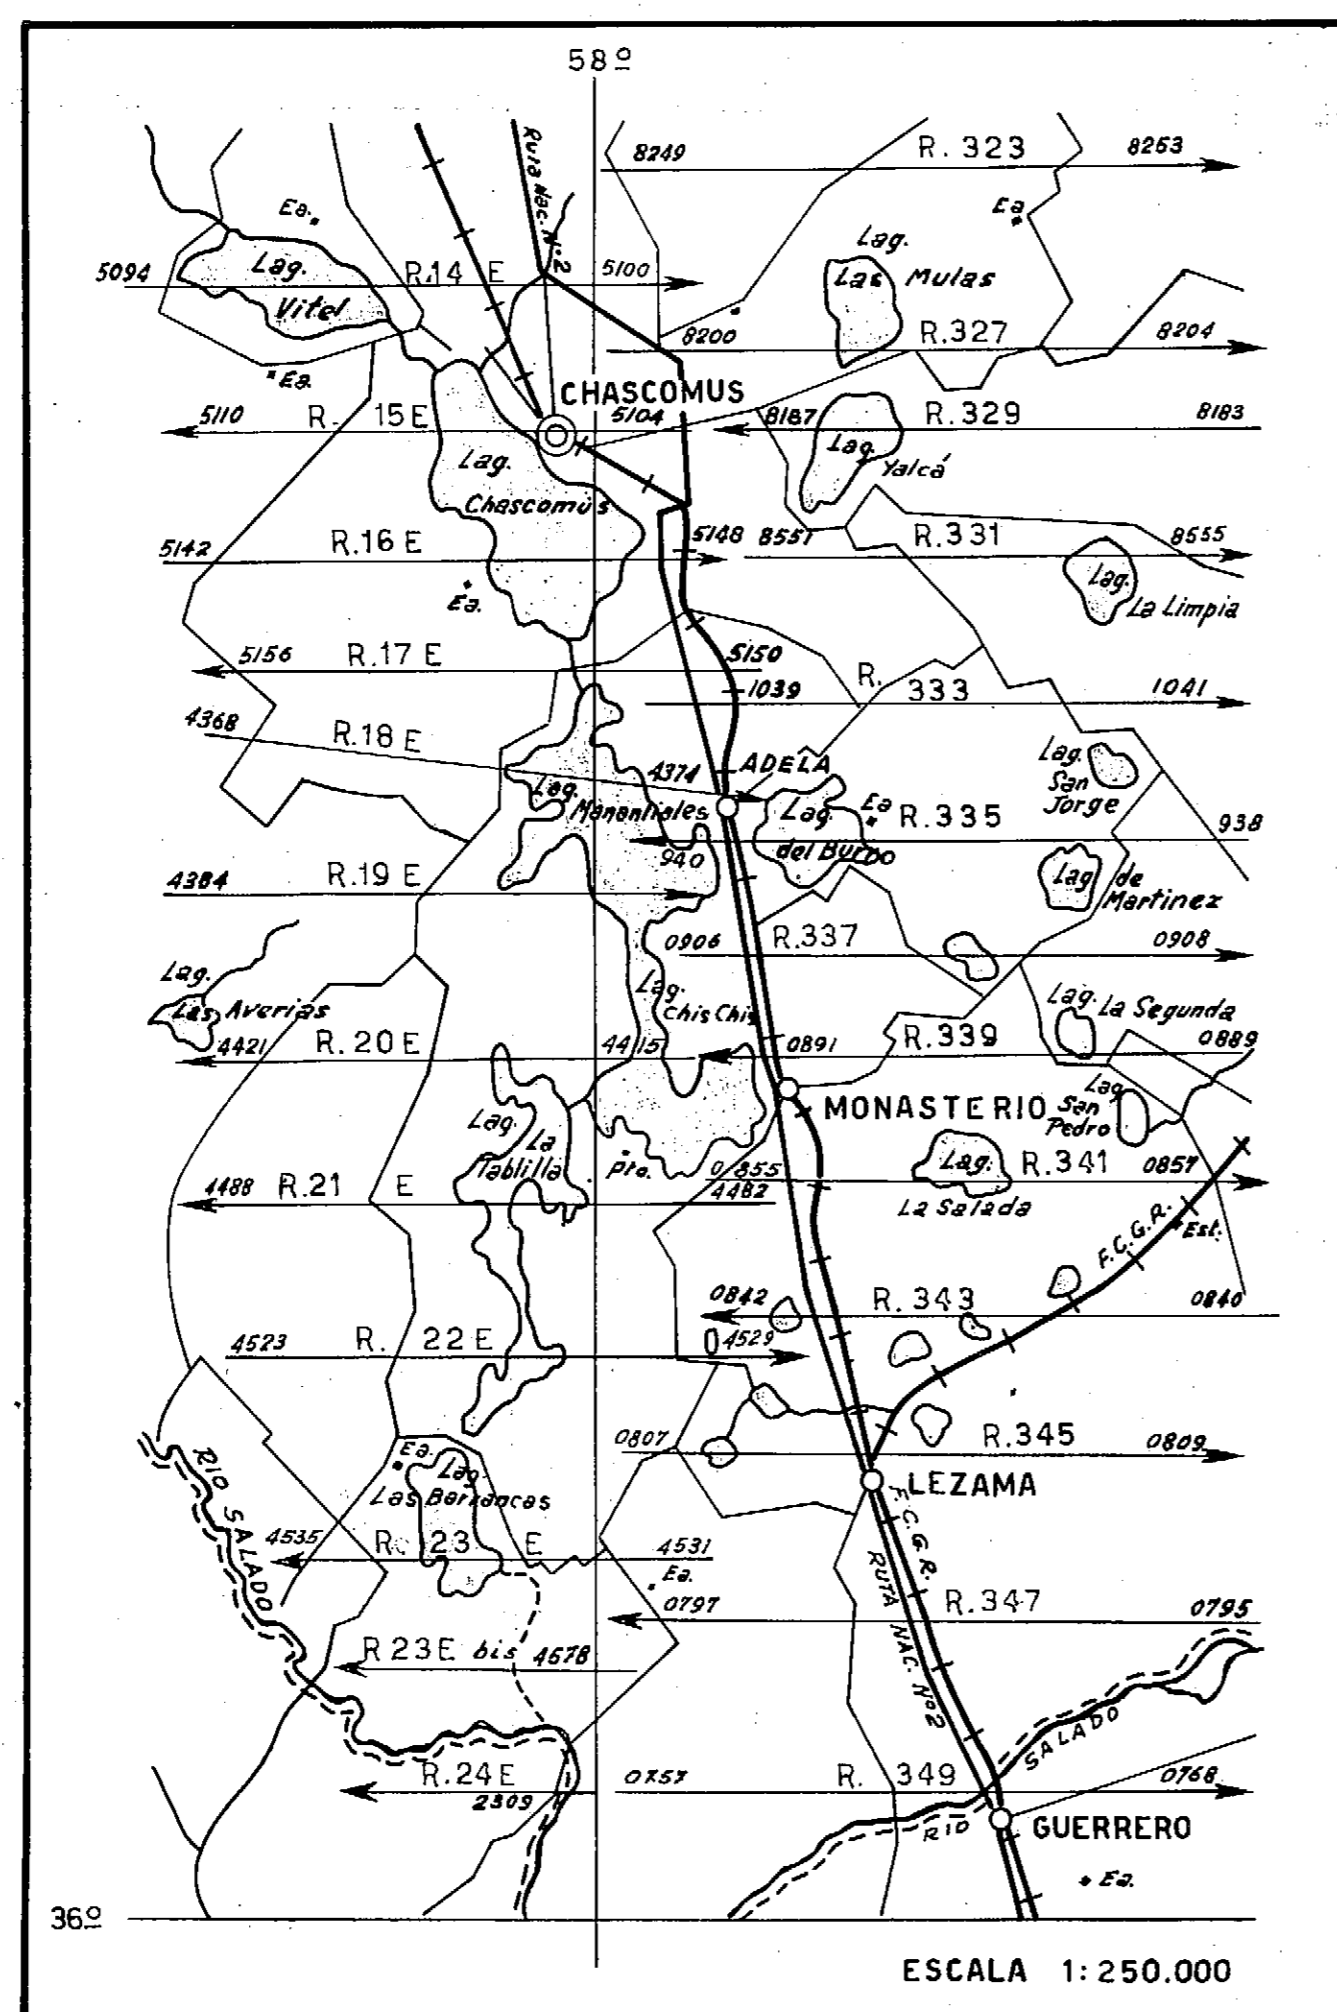 58º
Ruta Nac. Nº2
8249 R. 323 8253
Ea.
Ea
Lag.
Vitel
Lag.
Las Mulas
5094 R.14 E 5100
8200 R.327 8204
Ea.
CHASCOMUS
5110 R. 15E 5104 8187 R.329 8183
Lag.
Chascomús
Lag. Yalcá
5142 R.16 E 5148 8551 R.331 8555
Ea.
Lag.
La Limpia
5156 R.17 E 5150
1039 R. 333 1041
4368 R.18 E 4374
ADELA
Lag.
San
Jorge
Lag.
Manantiales
Lag.
del Burro
Ea
R.335 938
940
4384 R.19 E
Lag de
Martinez
0906 R.337 0908
Lag.
Las Averias
Lag.
Chis Chis
Lag. La Segunda
4421 R. 20 E 4415 0891 R.339 0889
MONASTERIO
Lag
San
Pedro
Lag.
La
Tablilla
Pto.
Lag.
La Salada
0855 R.341 0857
4488 R.21 E 4482
F.C.G.R.
Est.
0842 R.343 0840
4523 R. 22 E 4529
0807 R.345 0809
RIO SALADO
Ea.
Lag
Las Barrancas
LEZAMA
4535 R. 23 E 4531
F.C.G.R.
RUTA NAC. Nº2
Ea.
0797 R.347 0795
R 23E bis 4578
SALADO
R.24E 0757 R. 349 0768
2309
RIO
GUERRERO
Ea.
36º
ESCALA 1:250.000